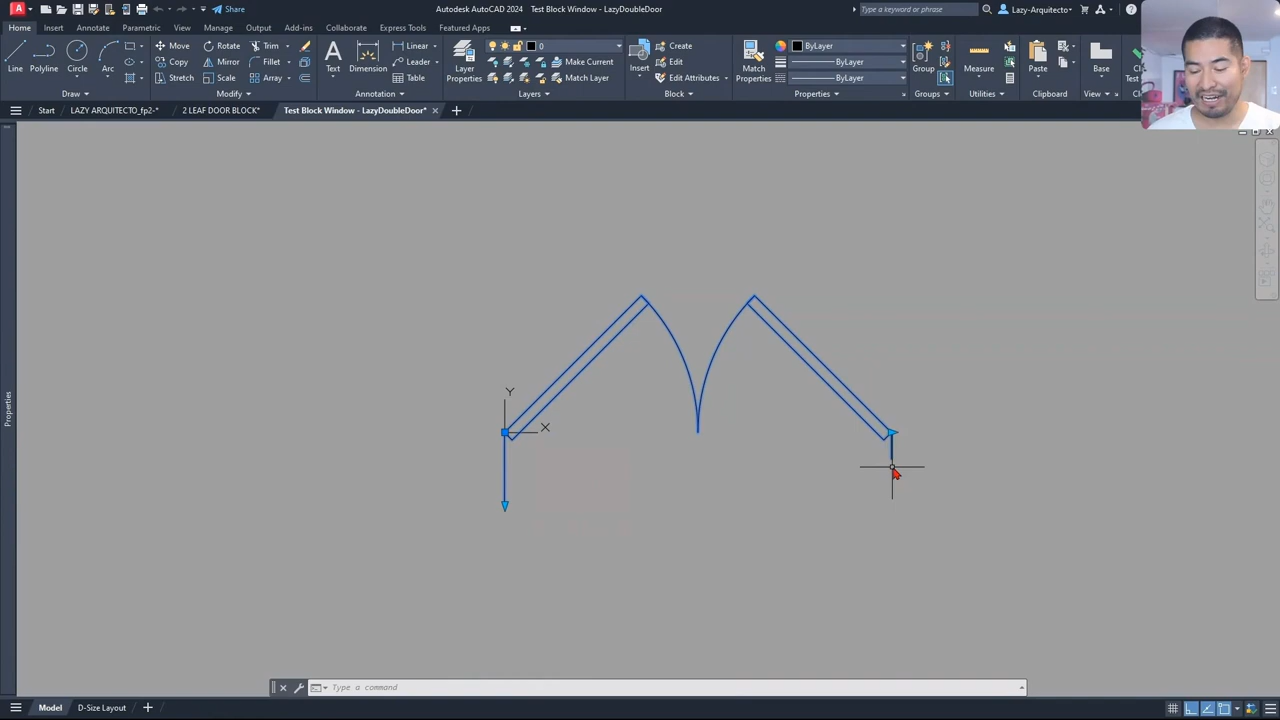 Share
Autodesk AutoCAD 2024 Test Block Window - LazyDoubleDoor
Type a keyword or phrase
Lazy-Arquitecto
Home Insert Annotate Parametric View Manage Output Add-ins Collaborate Express Tools Featured Apps
Line Polyline Circle Arc
Move Rotate Trim
Copy Mirror Fillet
Stretch Scale Array
Text Dimension
Linear
Leader
Table
Layer Properties
0
Make Current
Match Layer
Insert
Create
Edit
Edit Attributes
Match Properties
ByLayer
ByLayer
ByLayer
Group
Measure
Paste
Base
Draw Modify Annotation Layers Block Properties Groups Utilities Clipboard View
Start LAZY ARQUITECTO_fp2-* 2 LEAF DOOR BLOCK* Test Block Window - LazyDoubleDoor*
Properties
Y
X
Type a command
Model D-Size Layout